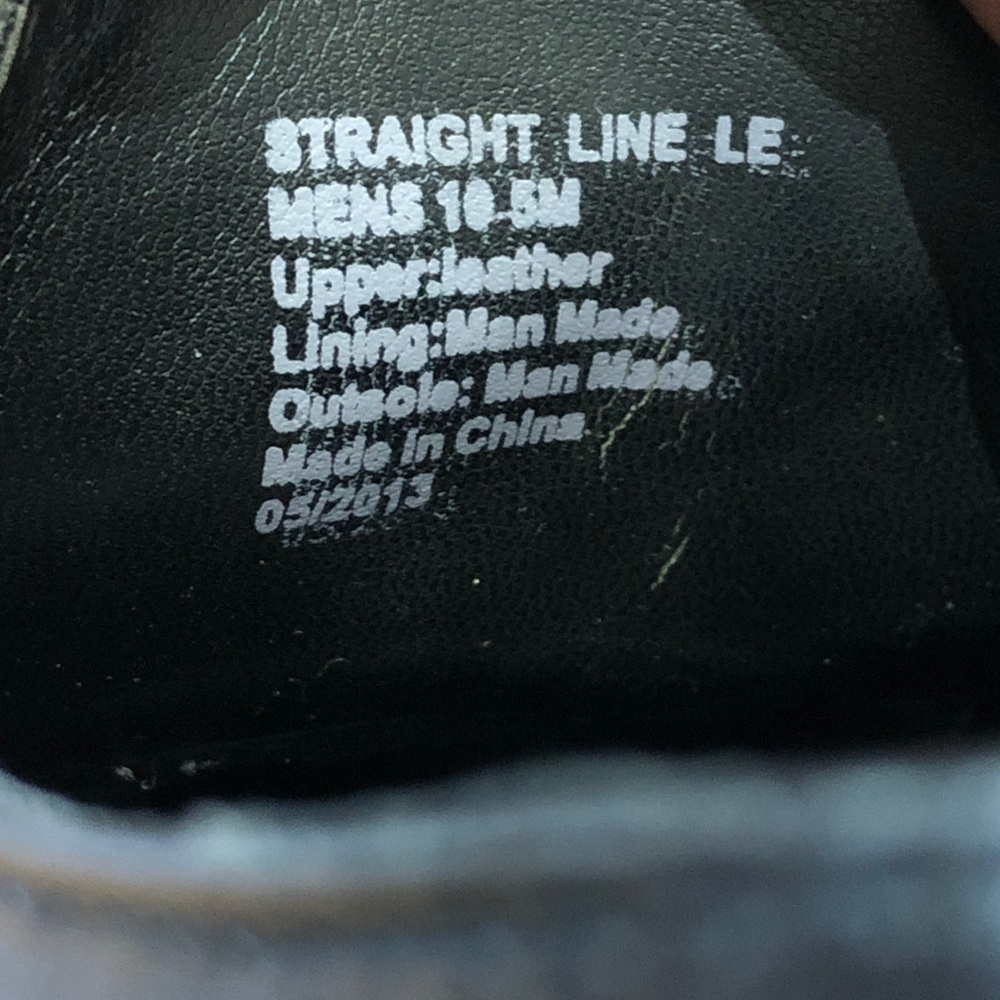 STRAIGHT LINE LE
MENS 10.5M
Upper:leather
Lining:Man Made
Outsole: Man Made
Made in China
05/2013